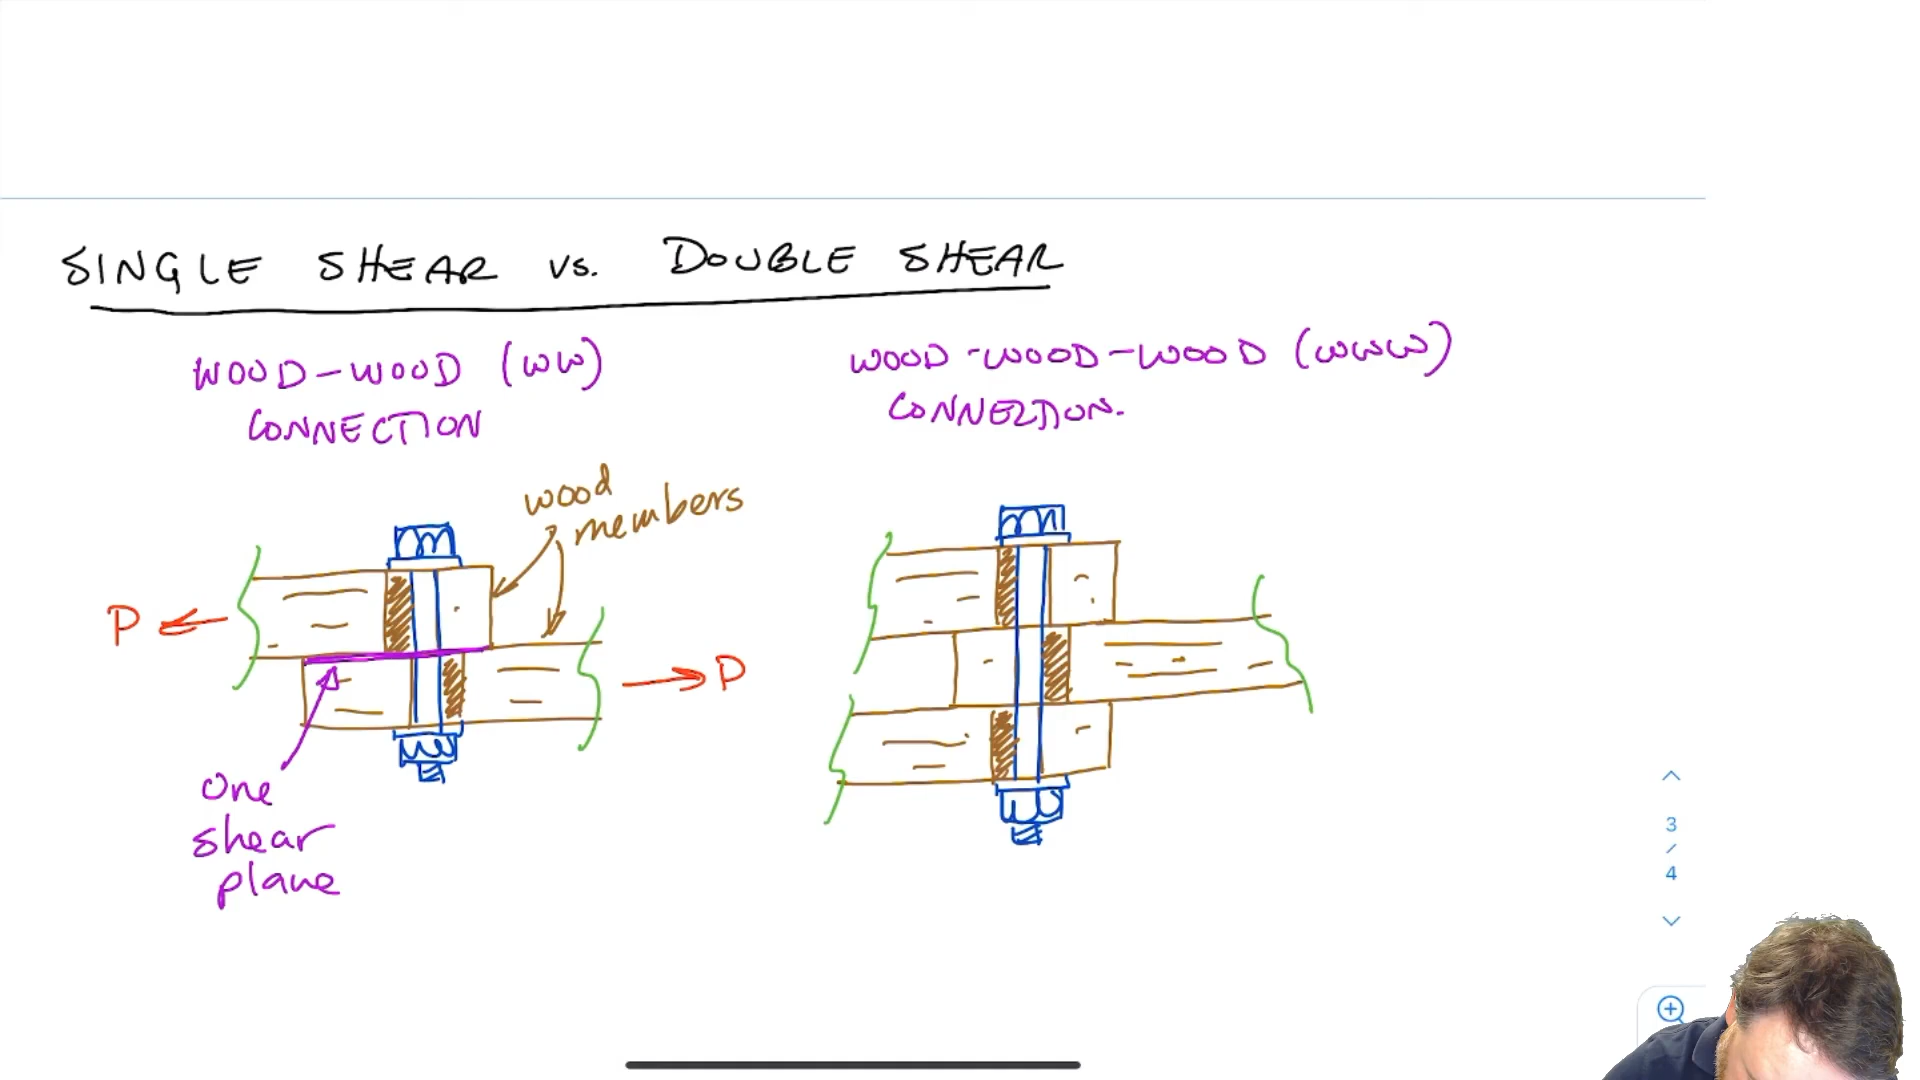 SINGLE SHEAR vs. DOUBLE SHEAR
WOOD-WOOD (WW)
CONNECTION
WOOD-WOOD-WOOD (WWW)
CONNECTION.
wood
members
P
P
One
shear
plane
3
/
4